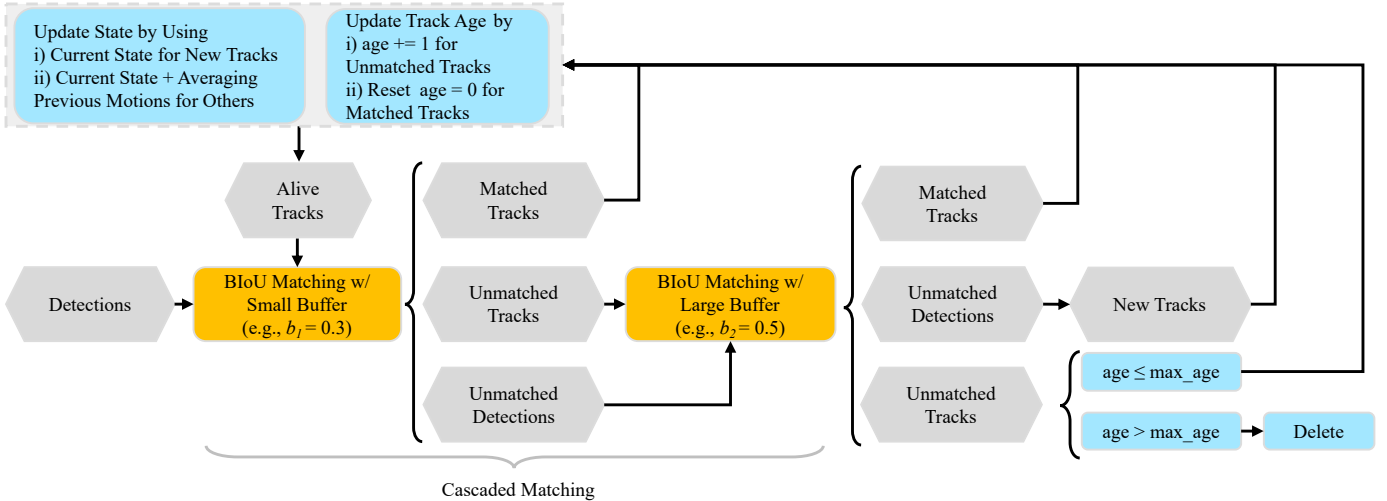 Update State by Using
i) Current State for New Tracks
ii) Current State + Averaging
Previous Motions for Others
Update Track Age by
i) age += 1 for
Unmatched Tracks
ii) Reset age = 0 for
Matched Tracks
Alive
Tracks
Detections
BIoU Matching w/
Small Buffer
(e.g., b1 = 0.3)
Matched
Tracks
Unmatched
Tracks
Unmatched
Detections
BIoU Matching w/
Large Buffer
(e.g., b2 = 0.5)
Matched
Tracks
Unmatched
Detections
New Tracks
Unmatched
Tracks
age ≤ max_age
age > max_age
Delete
Cascaded Matching